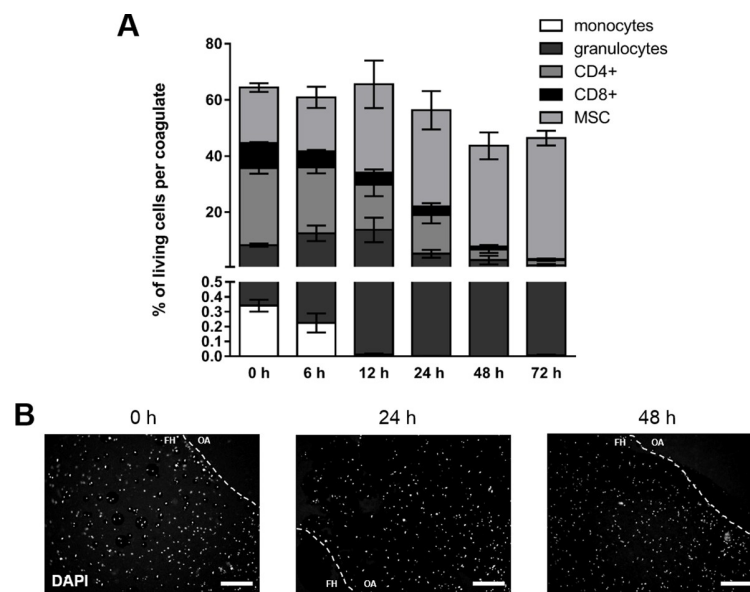 A
monocytes
granulocytes
CD4+
CD8+
MSC
% of living cells per coagulate
80
60
40
20
0.5
0.4
0.3
0.2
0.1
0.0
0 h 6 h 12 h 24 h 48 h 72 h
B
0 h 24 h 48 h
FH OA
FH OA
FH OA
DAPI